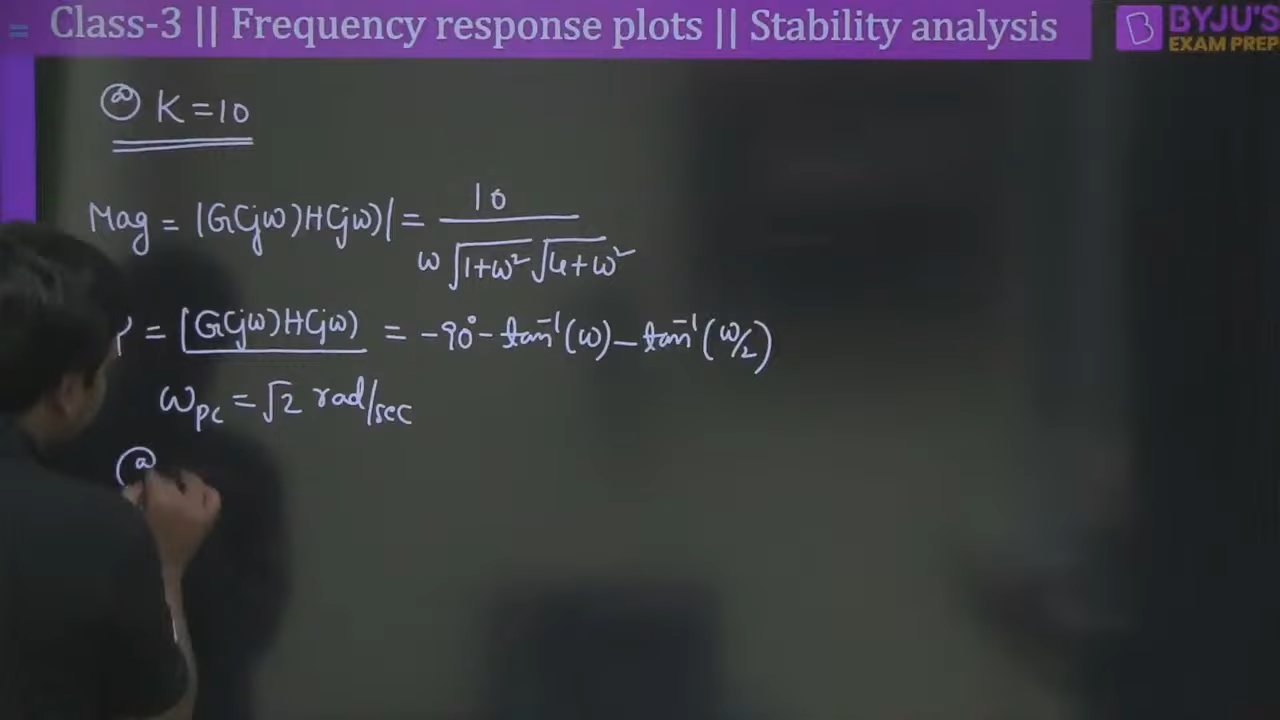 Class-3 || Frequency response plots || Stability analysis
BYJU'S
EXAM PREP
@ K = 10
Mag = |G(jω)H(jω)| = 10 / ω √1+ω² √4+ω²
= G(jω)H(jω) = -90° - tan⁻¹(ω) - tan⁻¹(ω/2)
ωpc = √2 rad/sec
@